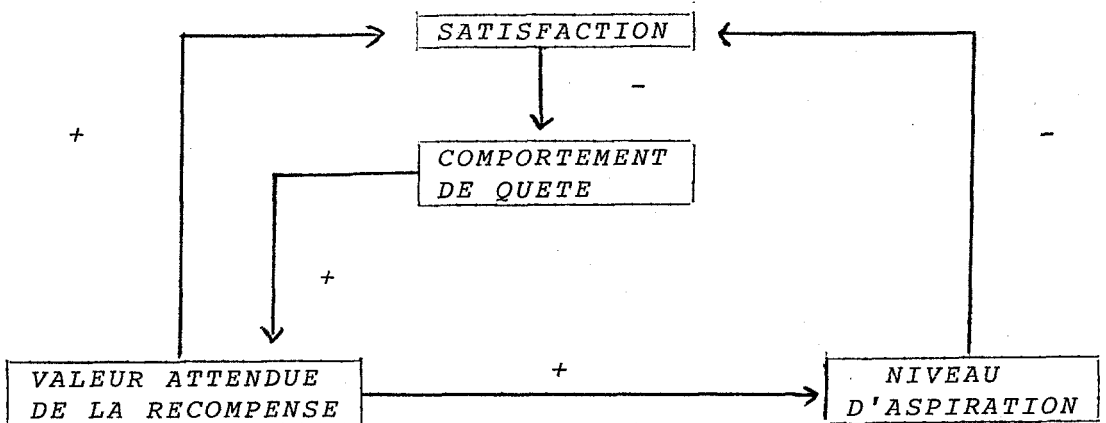 SATISFACTION
-
+
-
COMPORTEMENT
DE QUETE
+
VALEUR ATTENDUE
DE LA RECOMPENSE
+
NIVEAU
D'ASPIRATION